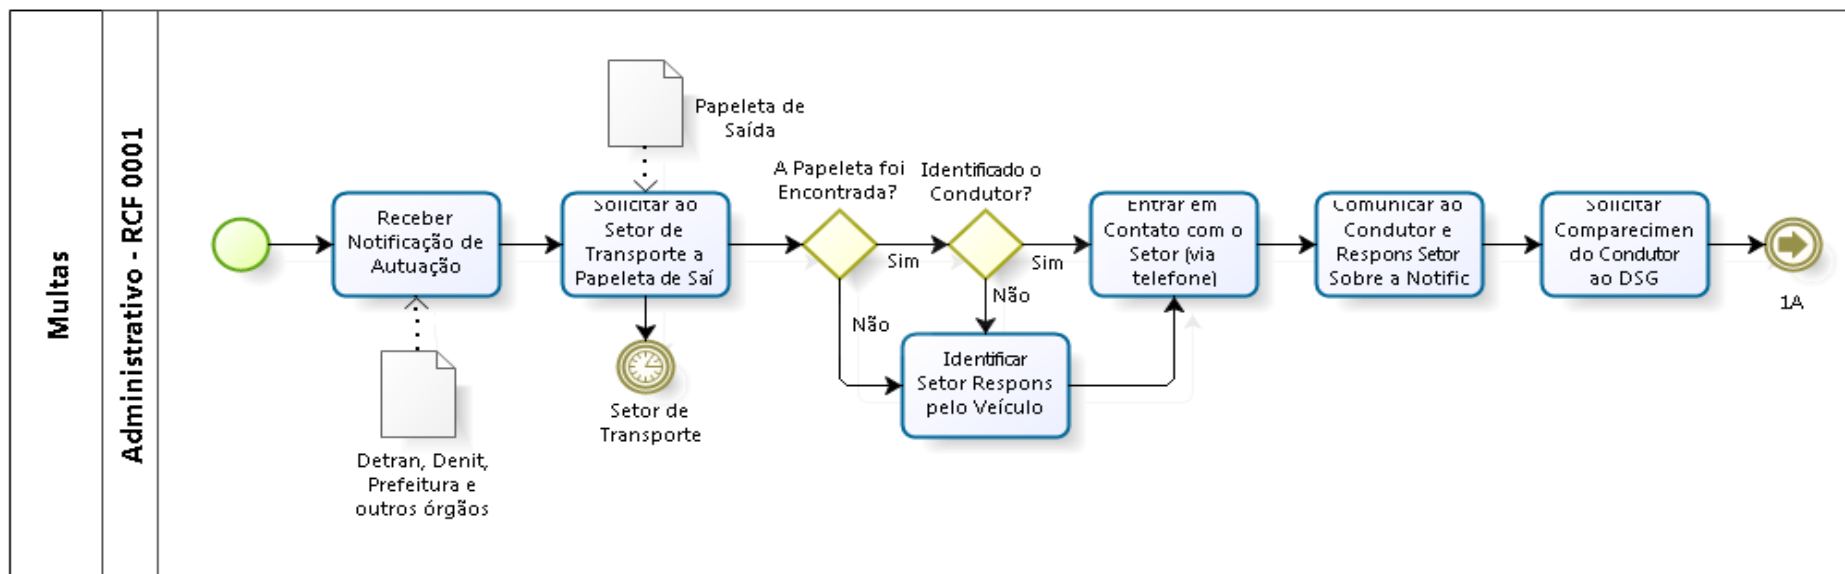 Multas
Administrativo - RCF 0001
Receber
Notificação de
Autuação
Detran, Denit,
Prefeitura e
outros órgãos
Papeleta de
Saída
Solicitar ao
Setor de
Transporte a
Papeleta de Saí
Setor de
Transporte
A Papeleta foi
Encontrada?
Sim
Não
Identificado o
Condutor?
Sim
Não
Identificar
Setor Respons
pelo Veículo
Entrar em
Contato com o
Setor (via
telefone)
Comunicar ao
Condutor e
Respons Setor
Sobre a Notific
Solicitar
Comparecimen
do Condutor
ao DSG
1A